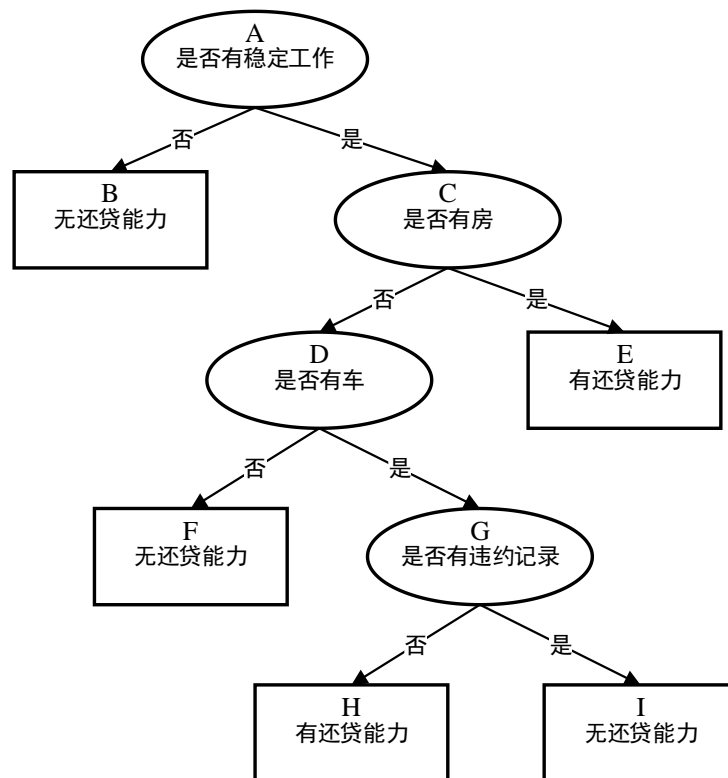 A
是否有稳定工作
否
是
B
无还贷能力
C
是否有房
否
是
D
是否有车
E
有还贷能力
否
是
F
无还贷能力
G
是否有违约记录
否
是
H
有还贷能力
I
无还贷能力